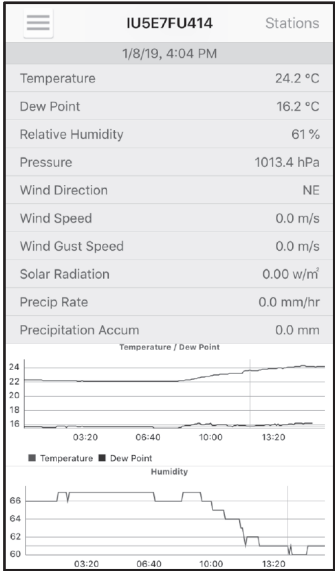 IU5E7FU414 Stations
1/8/19, 4:04 PM
Temperature 24.2 °C
Dew Point 16.2 °C
Relative Humidity 61 %
Pressure 1013.4 hPa
Wind Direction NE
Wind Speed 0.0 m/s
Wind Gust Speed 0.0 m/s
Solar Radiation 0.00 w/㎡
Precip Rate 0.0 mm/hr
Precipitation Accum 0.0 mm
Temperature / Dew Point
24
22
20
18
16
03:20 06:40 10:00 13:20
Temperature Dew Point
Humidity
66
64
62
60
03:20 06:40 10:00 13:20